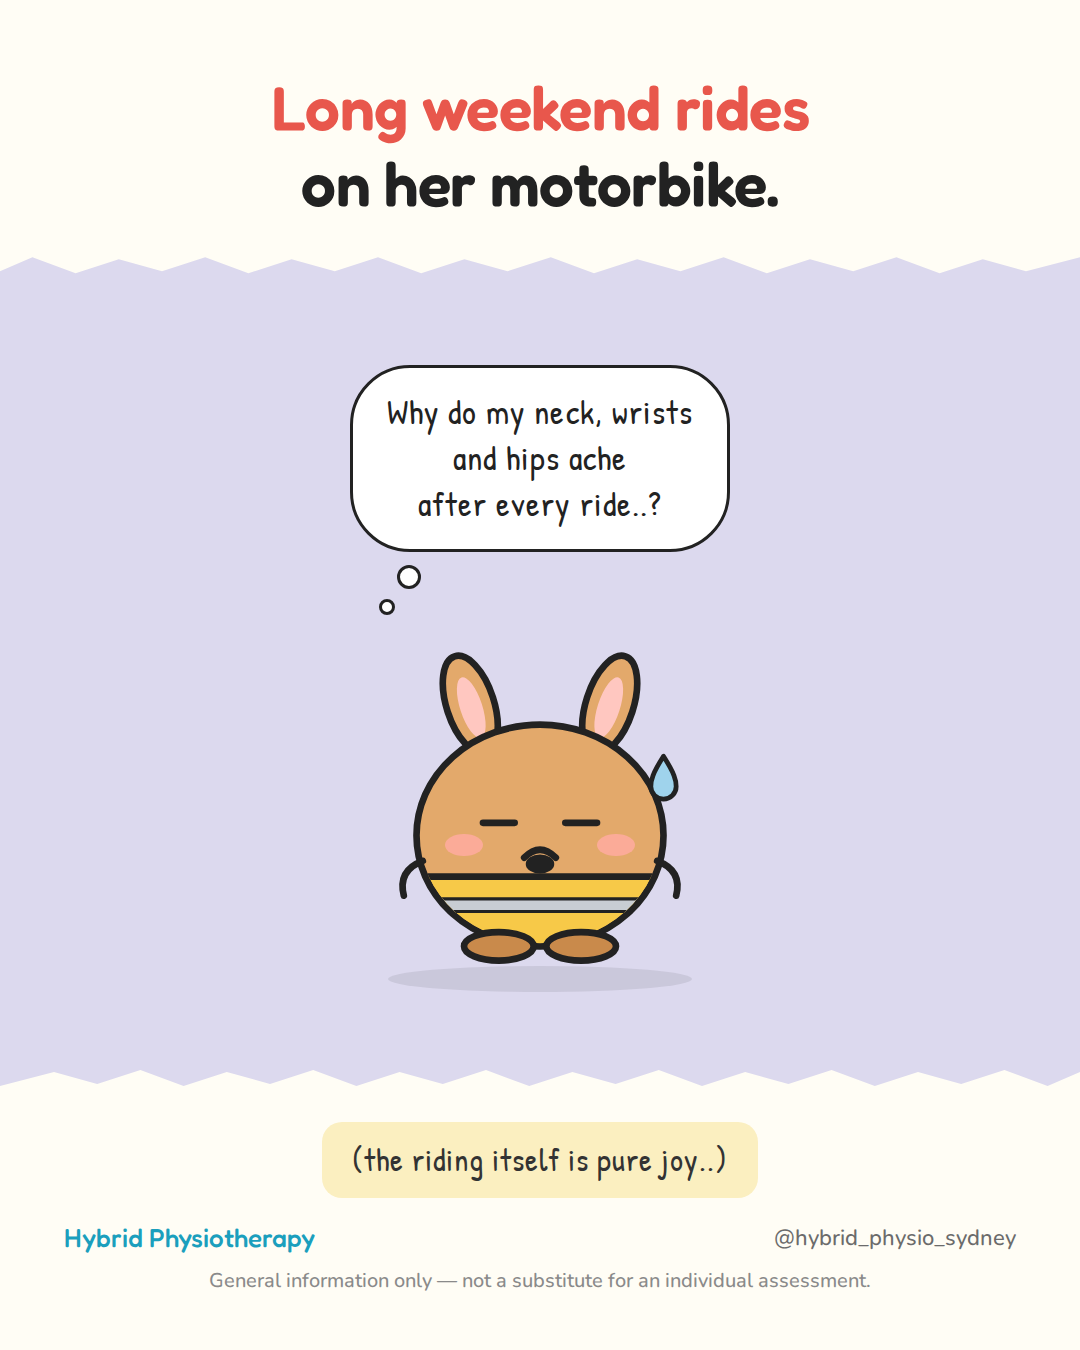 Long weekend rides
on her motorbike.
Why do my neck, wrists
and hips ache
after every ride..?
(the riding itself is pure joy..)
Hybrid Physiotherapy
@hybrid_physio_sydney
General information only — not a substitute for an individual assessment.